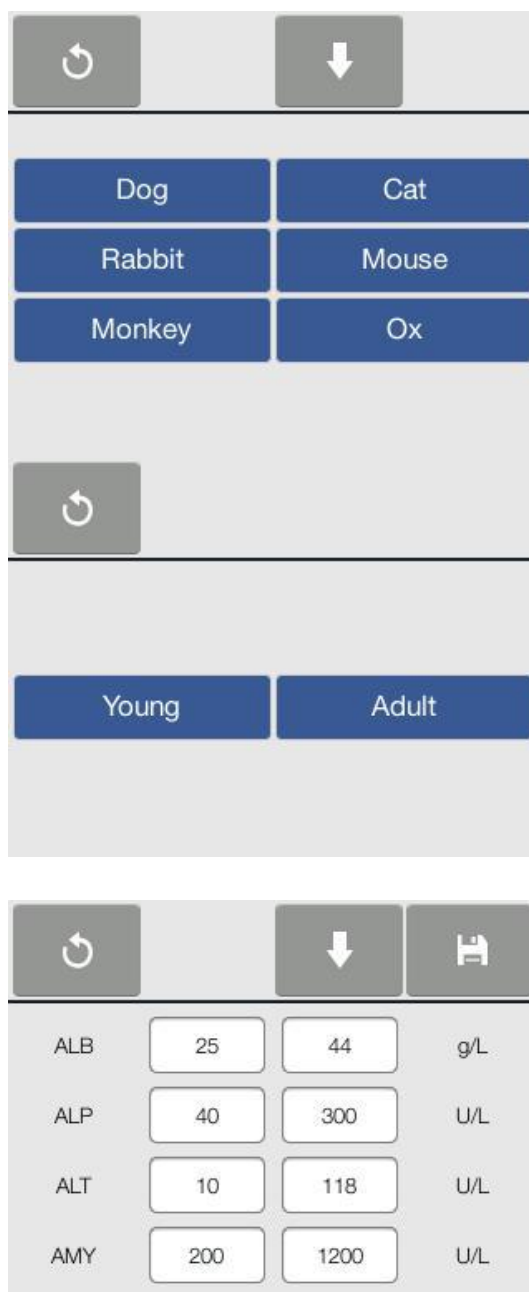 Dog Cat
Rabbit Mouse
Monkey Ox
Young Adult
ALB 25 44 g/L
ALP 40 300 U/L
ALT 10 118 U/L
AMY 200 1200 U/L